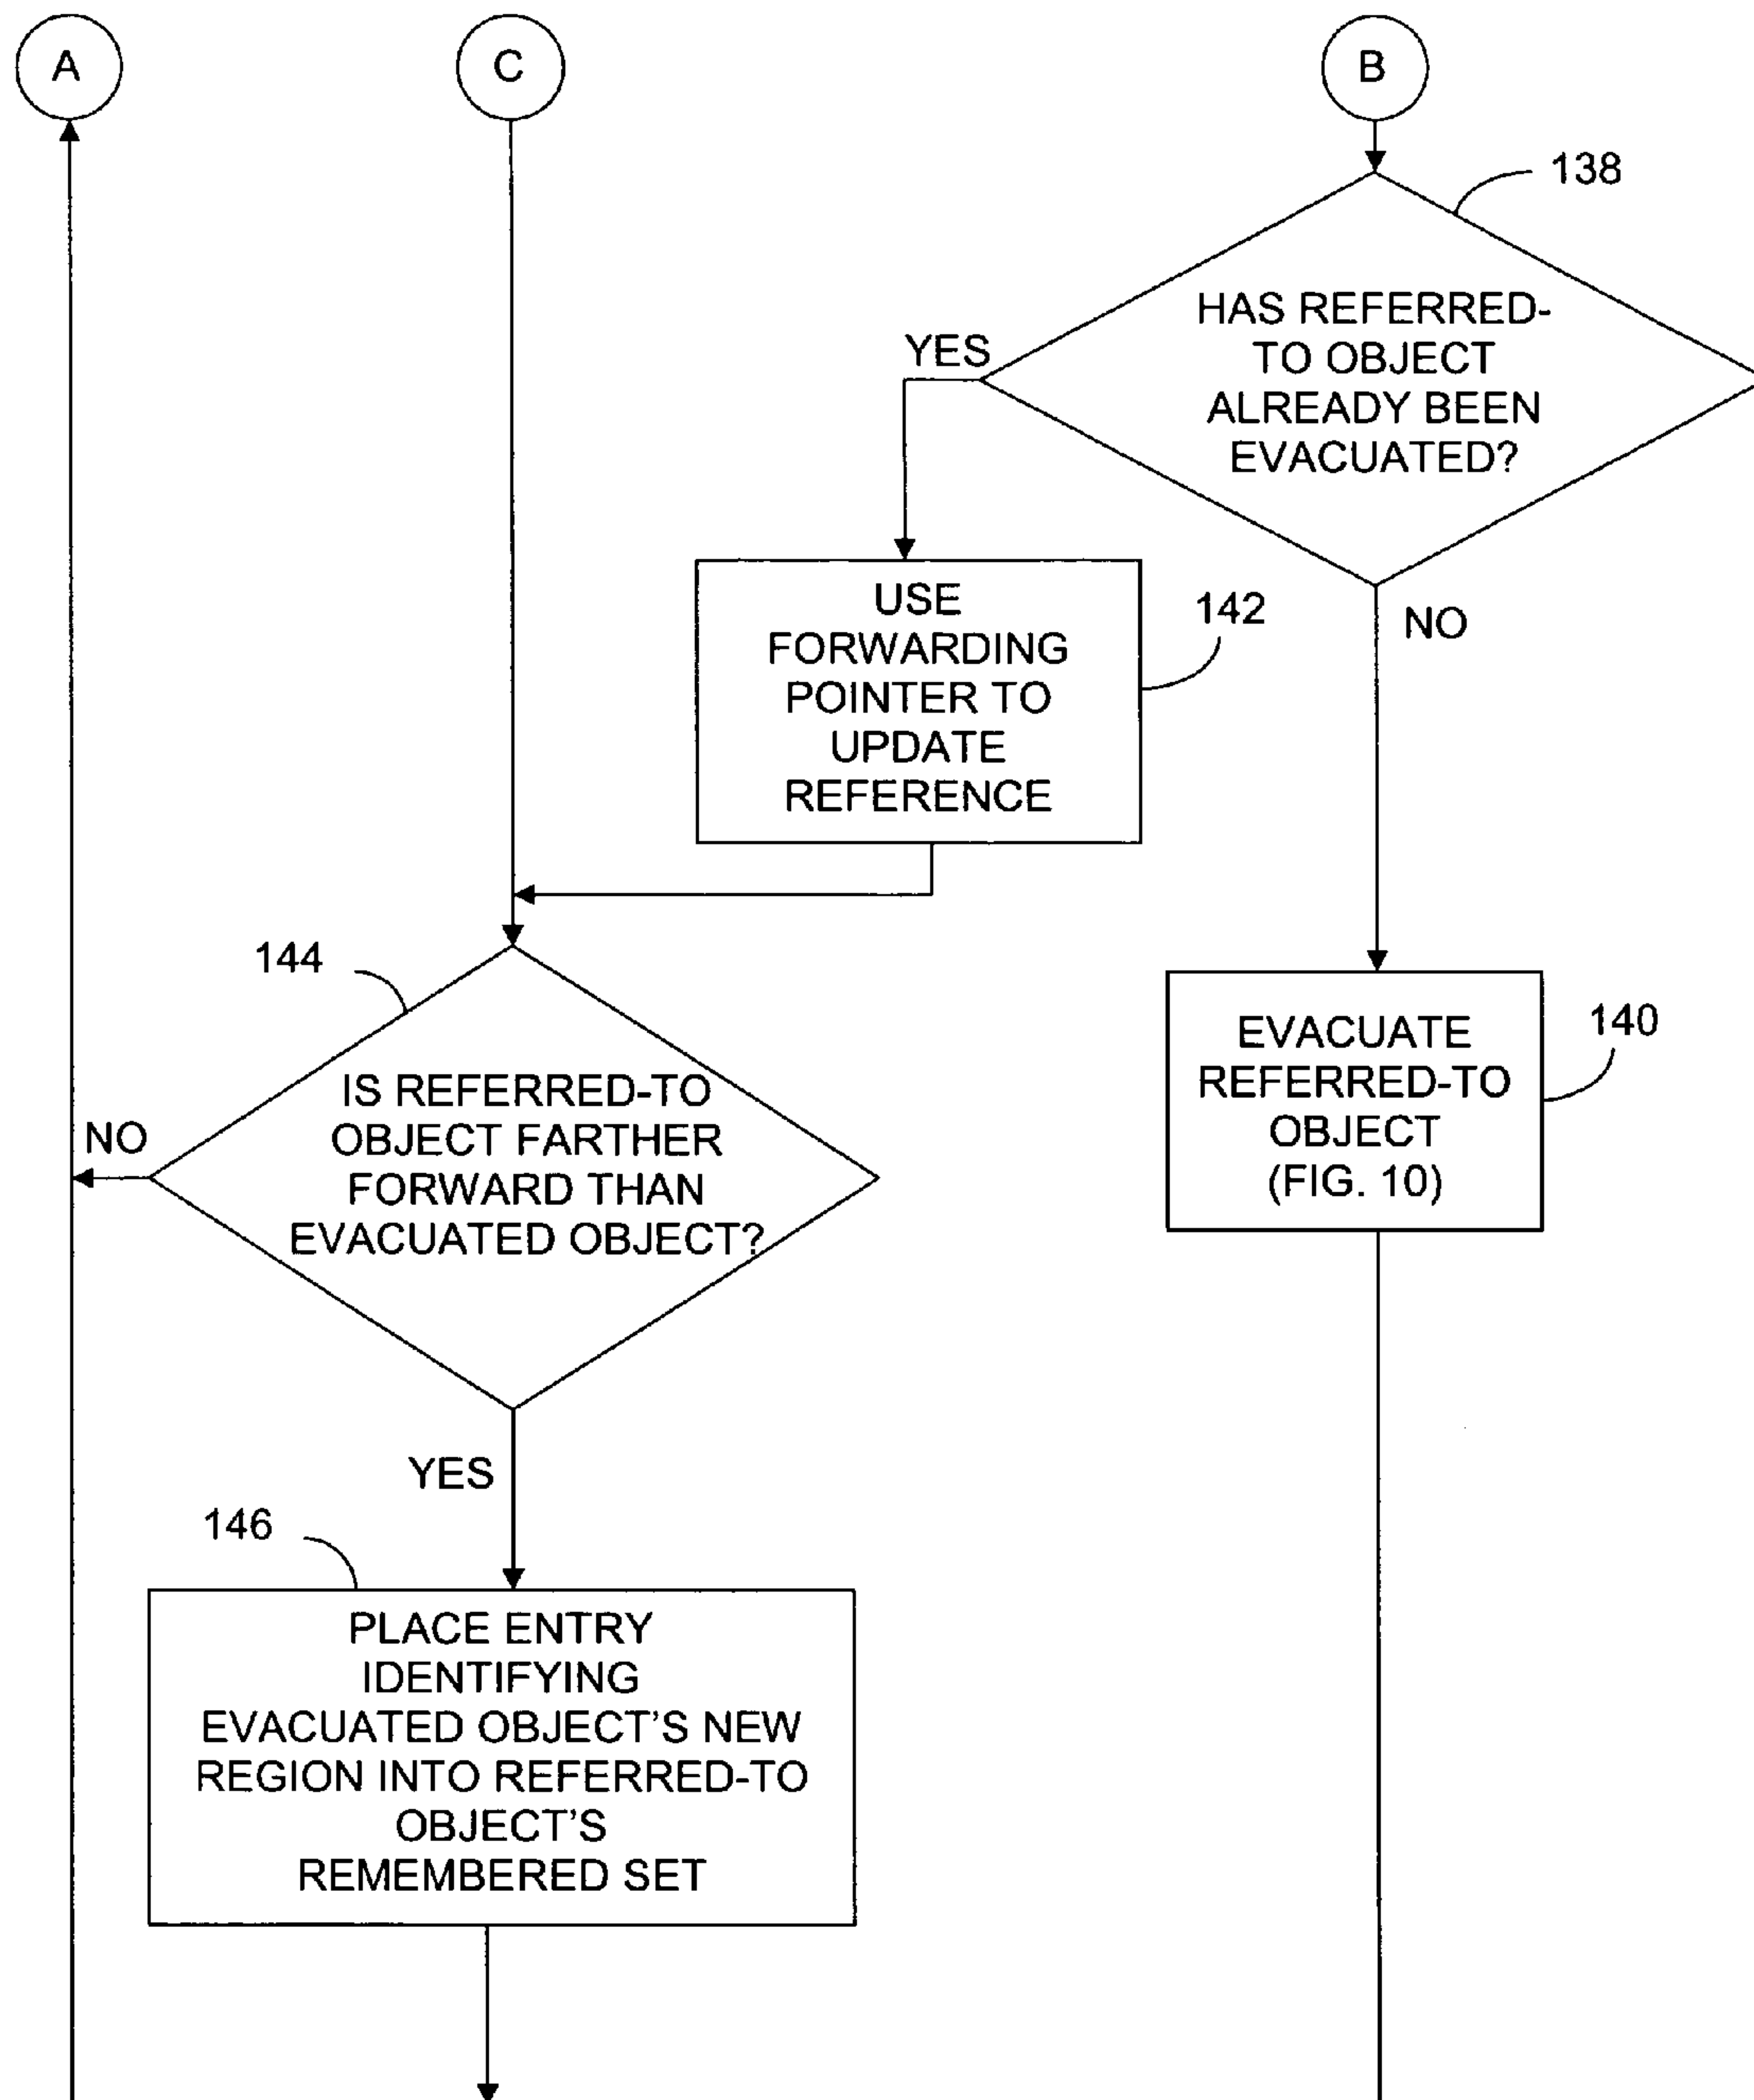 A
C
B
138
HAS REFERRED-
TO OBJECT
ALREADY BEEN
EVACUATED?
YES
NO
USE
FORWARDING
POINTER TO
UPDATE
REFERENCE
142
144
IS REFERRED-TO
OBJECT FARTHER
FORWARD THAN
EVACUATED OBJECT?
NO
YES
EVACUATE
REFERRED-TO
OBJECT
(FIG. 10)
140
146
PLACE ENTRY
IDENTIFYING
EVACUATED OBJECT'S NEW
REGION INTO REFERRED-TO
OBJECT'S
REMEMBERED SET